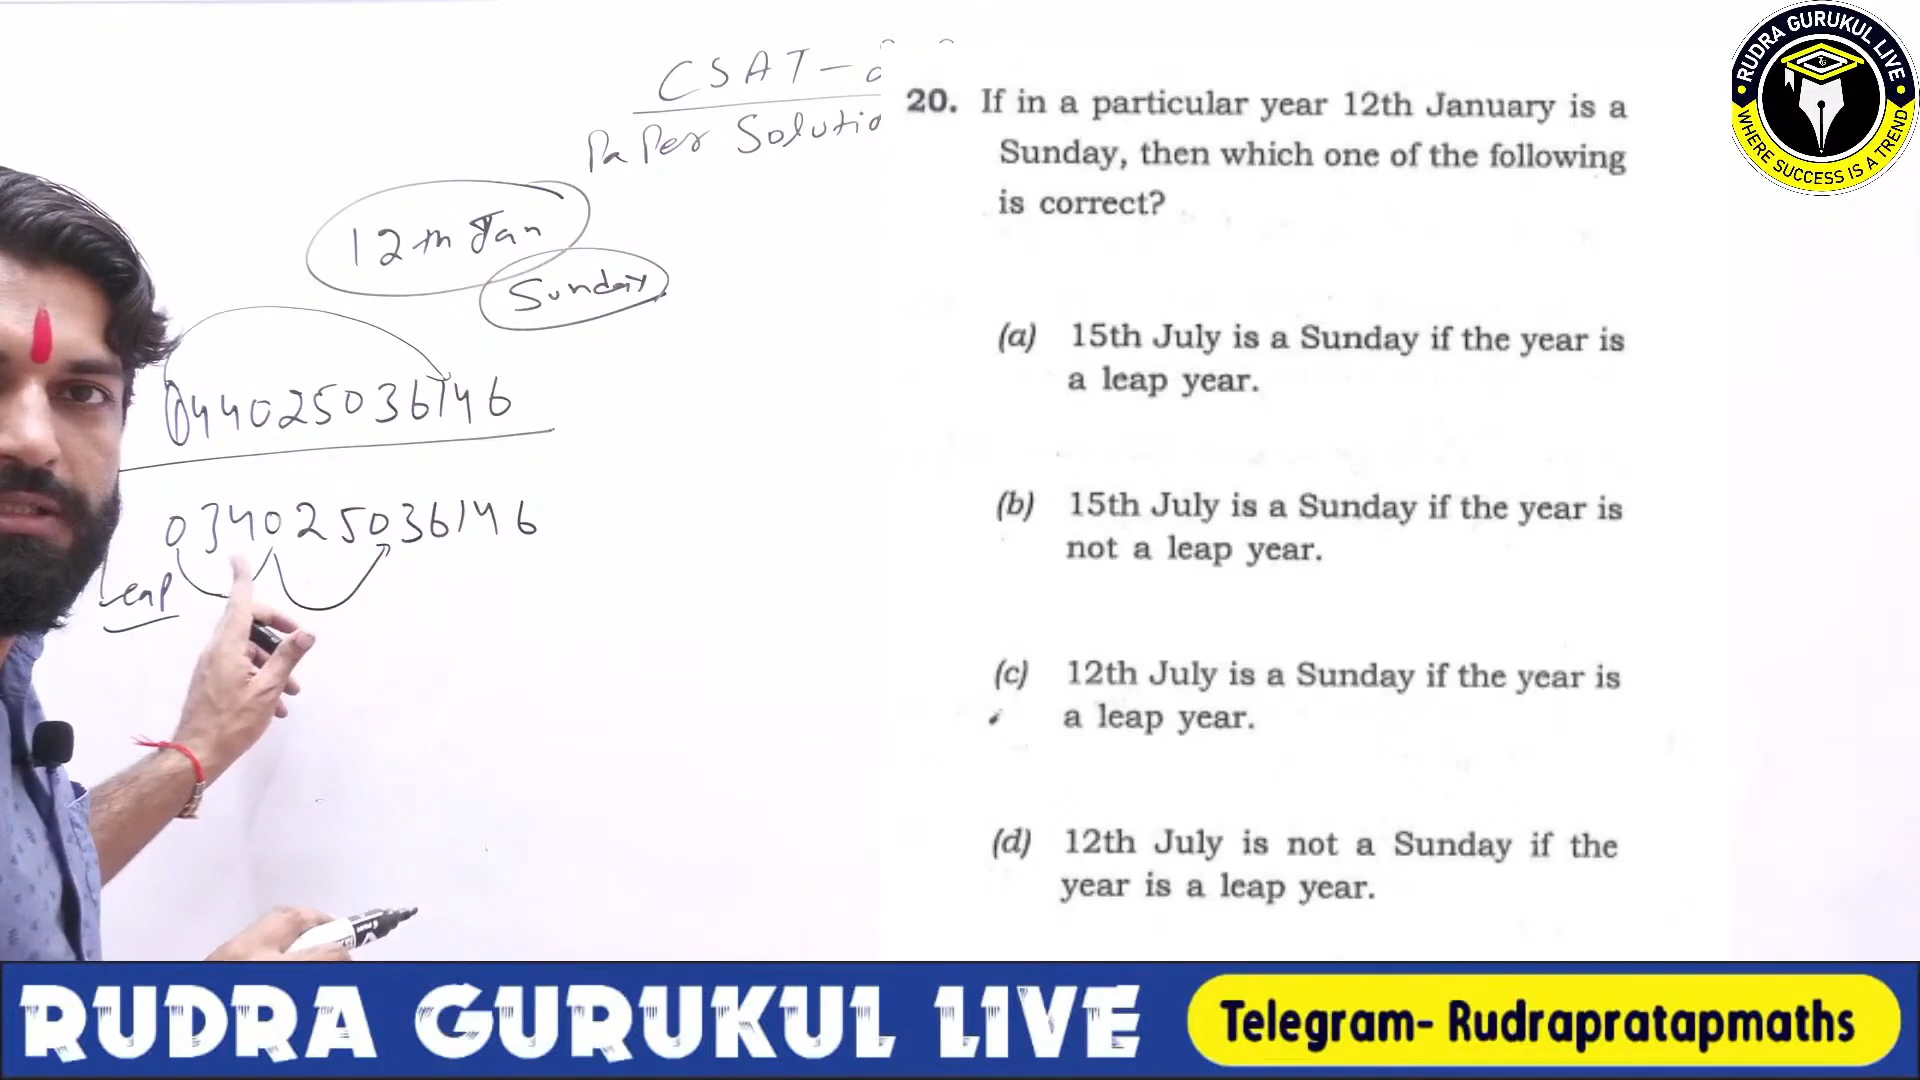 CSAT-
Paper Solutio
20. If in a particular year 12th January is a
Sunday, then which one of the following
is correct?
(a) 15th July is a Sunday if the year is
a leap year.
(b) 15th July is a Sunday if the year is
not a leap year.
(c) 12th July is a Sunday if the year is
a leap year.
(d) 12th July is not a Sunday if the
year is a leap year.
12th Jan
Sunday
044025036146
034025036146
Leap
RUDRA GURUKUL LIVE
WHERE SUCCESS IS A TREND
RUDRA GURUKUL LIVE
Telegram- Rudrapratapmaths